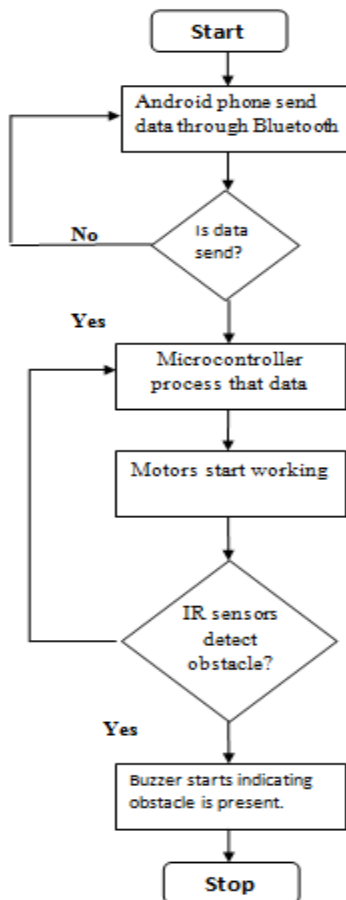 Start
Android phone send
data through Bluetooth
Is data
send?
No
Yes
Microcontroller
process that data
Motors start working
IR sensors
detect
obstacle?
Yes
Buzzer starts indicating
obstacle is present.
Stop